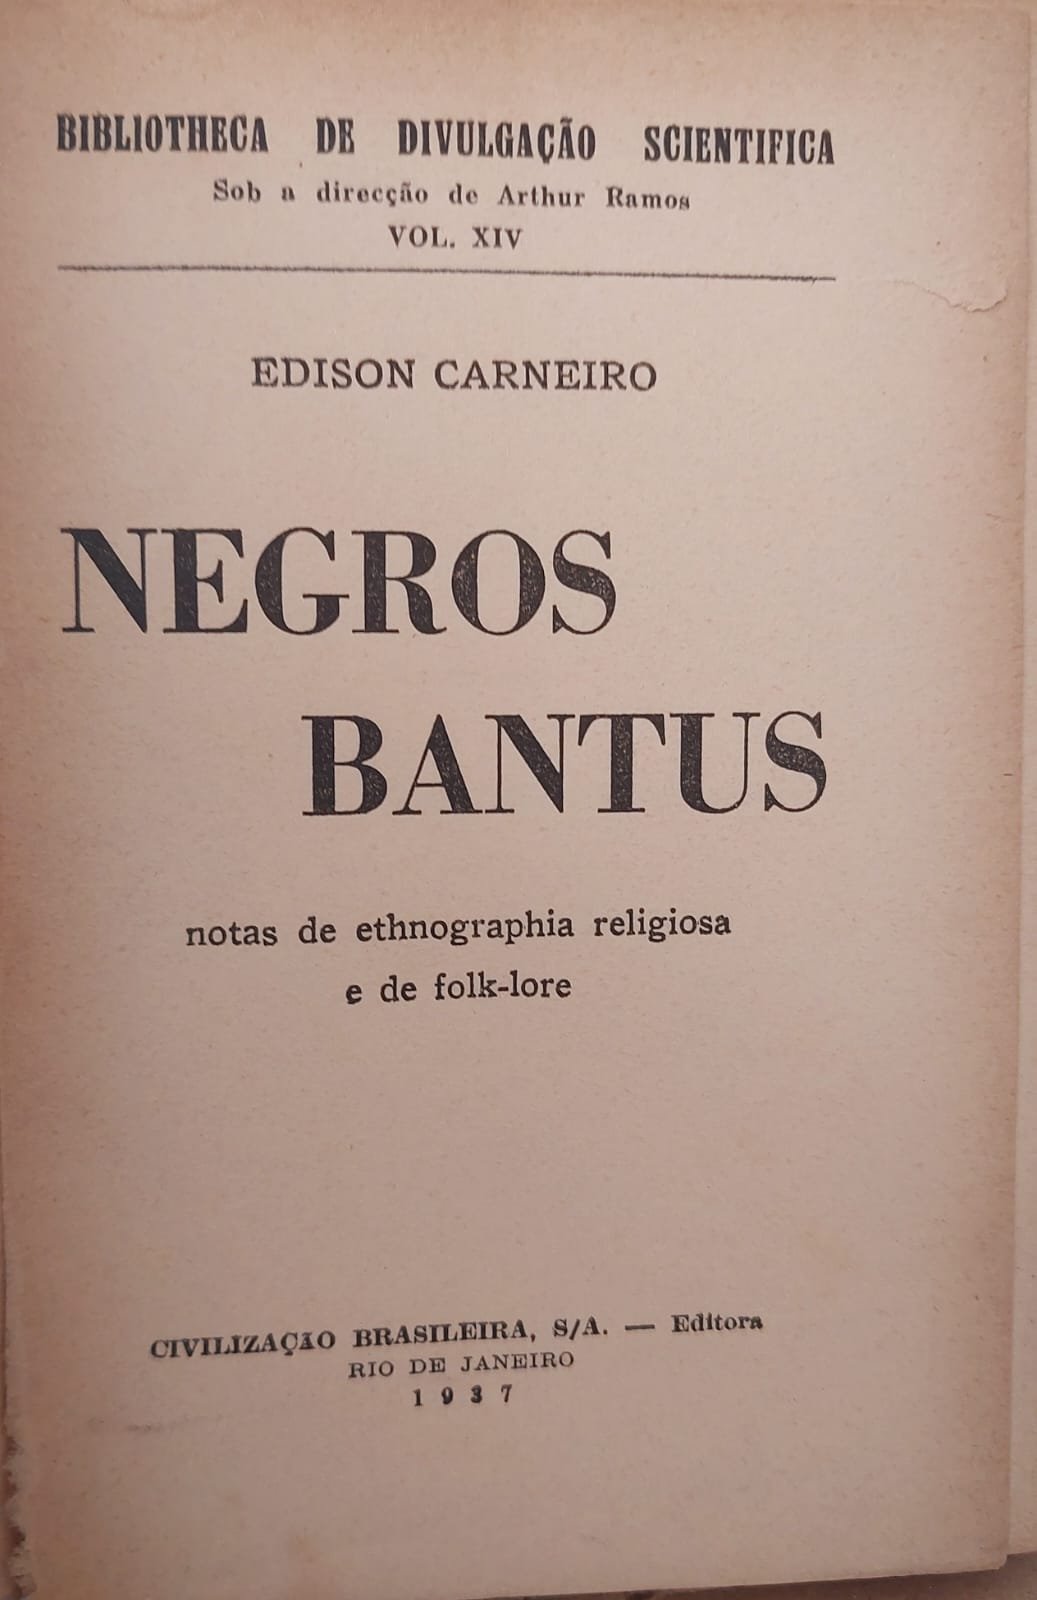 BIBLIOTHECA DE DIVULGAÇÃO SCIENTIFICA
Sob a direcção de Arthur Ramos
VOL. XIV
EDISON CARNEIRO
NEGROS
BANTUS
notas de ethnographia religiosa
e de folk-lore
CIVILIZAÇÃO BRASILEIRA, S/A. — Editora
RIO DE JANEIRO
1937